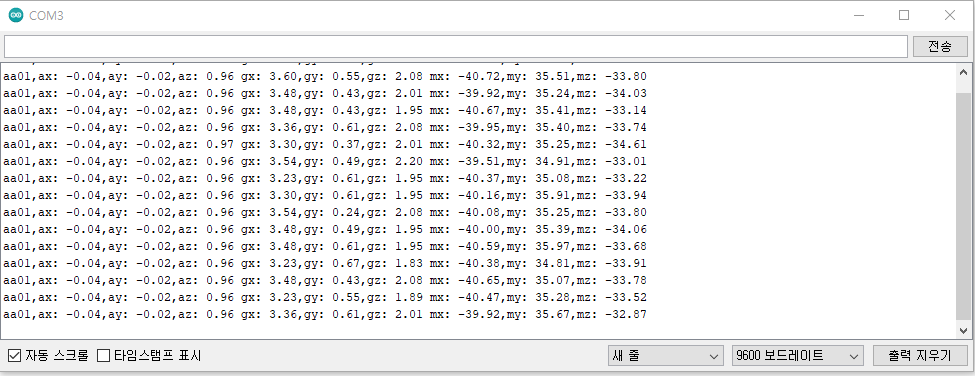 COM3
전송
aa01,ax: -0.04,ay: -0.02,az: 0.96 gx: 3.60,gy: 0.55,gz: 2.08 mx: -40.72,my: 35.51,mz: -33.80
aa01,ax: -0.04,ay: -0.02,az: 0.96 gx: 3.48,gy: 0.43,gz: 2.01 mx: -39.92,my: 35.24,mz: -34.03
aa01,ax: -0.04,ay: -0.02,az: 0.96 gx: 3.48,gy: 0.43,gz: 1.95 mx: -40.67,my: 35.41,mz: -33.14
aa01,ax: -0.04,ay: -0.02,az: 0.96 gx: 3.36,gy: 0.61,gz: 2.08 mx: -39.95,my: 35.40,mz: -33.74
aa01,ax: -0.04,ay: -0.02,az: 0.97 gx: 3.30,gy: 0.37,gz: 2.01 mx: -40.32,my: 35.25,mz: -34.61
aa01,ax: -0.04,ay: -0.02,az: 0.96 gx: 3.54,gy: 0.49,gz: 2.20 mx: -39.51,my: 34.91,mz: -33.01
aa01,ax: -0.04,ay: -0.02,az: 0.96 gx: 3.23,gy: 0.61,gz: 1.95 mx: -40.37,my: 35.08,mz: -33.22
aa01,ax: -0.04,ay: -0.02,az: 0.96 gx: 3.30,gy: 0.61,gz: 1.95 mx: -40.16,my: 35.91,mz: -33.94
aa01,ax: -0.04,ay: -0.02,az: 0.96 gx: 3.54,gy: 0.24,gz: 2.08 mx: -40.08,my: 35.25,mz: -33.80
aa01,ax: -0.04,ay: -0.02,az: 0.96 gx: 3.48,gy: 0.49,gz: 1.95 mx: -40.00,my: 35.39,mz: -34.06
aa01,ax: -0.04,ay: -0.02,az: 0.96 gx: 3.48,gy: 0.61,gz: 1.95 mx: -40.59,my: 35.97,mz: -33.68
aa01,ax: -0.04,ay: -0.02,az: 0.96 gx: 3.23,gy: 0.67,gz: 1.83 mx: -40.38,my: 34.81,mz: -33.91
aa01,ax: -0.04,ay: -0.02,az: 0.96 gx: 3.48,gy: 0.43,gz: 2.08 mx: -40.65,my: 35.07,mz: -33.78
aa01,ax: -0.04,ay: -0.02,az: 0.96 gx: 3.23,gy: 0.55,gz: 1.89 mx: -40.47,my: 35.28,mz: -33.52
aa01,ax: -0.04,ay: -0.02,az: 0.96 gx: 3.36,gy: 0.61,gz: 2.01 mx: -39.92,my: 35.67,mz: -32.87
자동 스크롤 타임스탬프 표시 새 줄 9600 보드레이트 출력 지우기